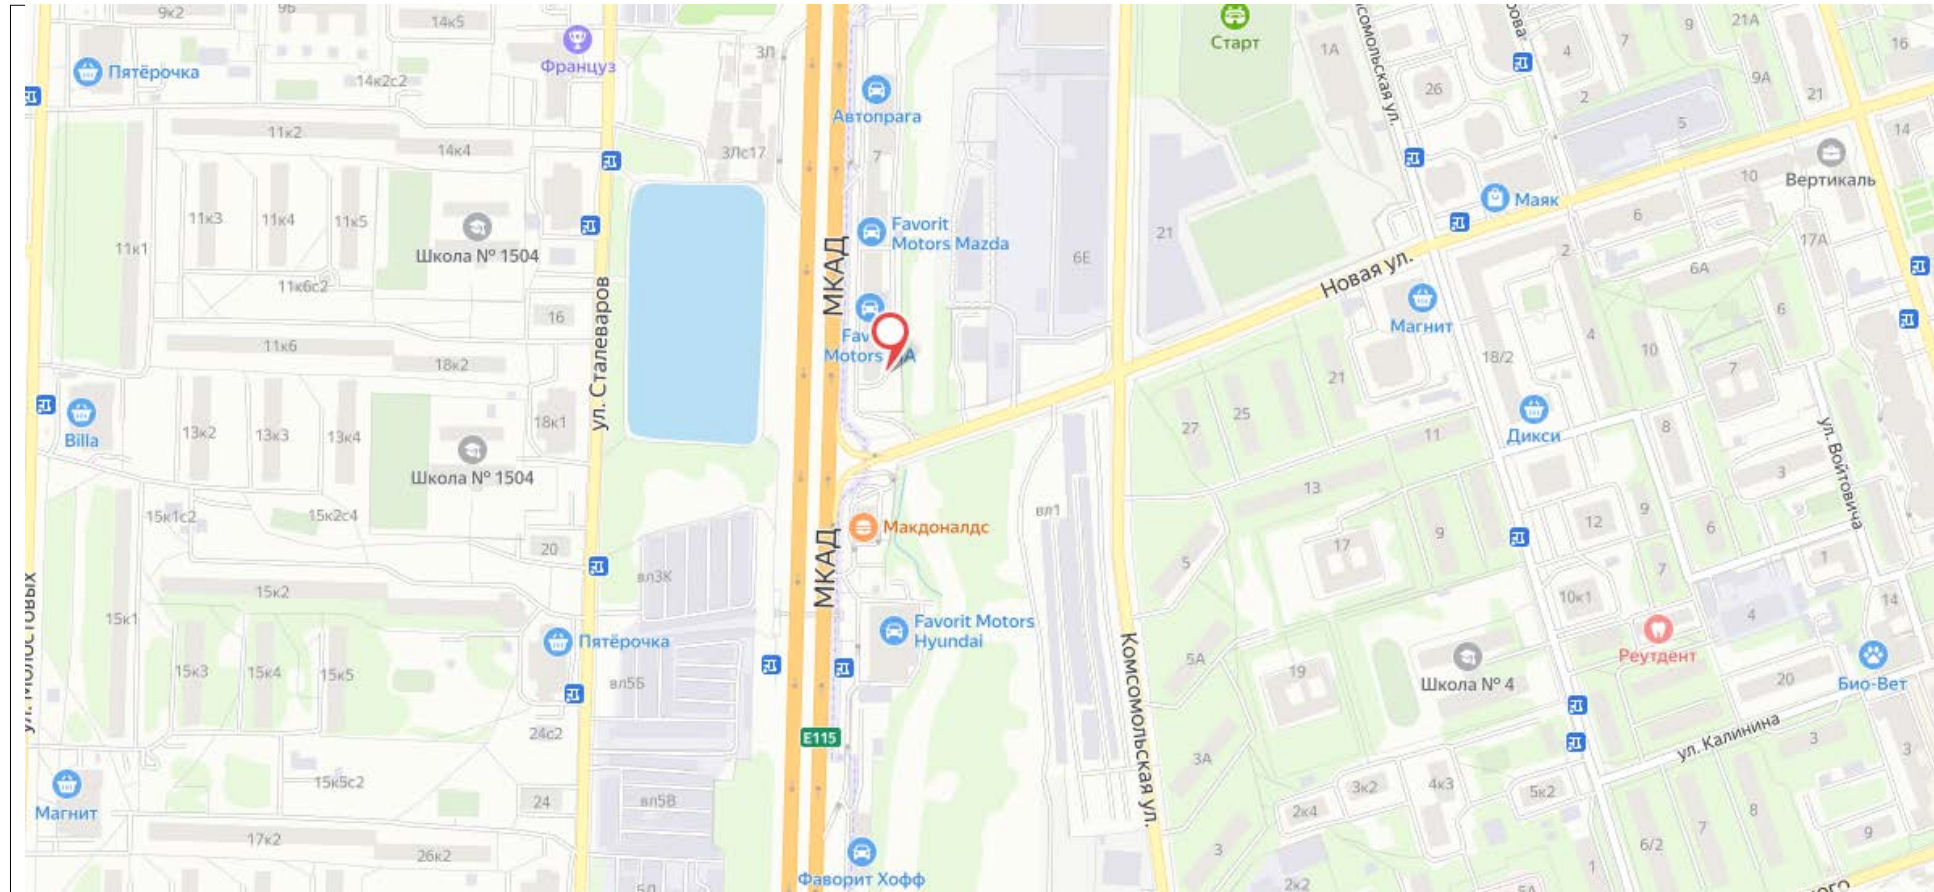 9к2
9Б
14к5
Француз
Пятёрочка
14к2с2
11к2
14к4
3Л
3Лс17
Автопрага
7
11к3
11к4
11к5
11к1
11к6с2
Школа № 1504
16
11к6
18к2
Billa
13к2
13к3
13к4
18к1
Школа № 1504
15к1с2
15к2с4
20
ул. Сталеваров
МКАД
Favorit
Motors Mazda
Fav
Motors
МКАД
Макдоналдс
Favorit Motors
Hyundai
E115
Фаворит Хофф
ул. Молостовых
15к2
15к1
15к3
15к4
15к5
Пятёрочка
24с2
15к5с2
24
Магнит
17к2
26к2
вл3К
вл5Б
вл5В
5Л
6Е
21
Старт
1А
26
Новая ул.
вл1
Комсомольская ул.
4
7
9
21А
16
9А
2
21
5
14
Вертикаль
Маяк
10
6
17А
2
6А
Магнит
18/2
4
10
6
7
21
27
25
11
Дикси
8
3
ул. Войтовича
13
12
9
6
5
17
9
1
7
10к1
4
14
Реутдент
5А
19
Школа № 4
20
Био-Вет
ул. Калинина
3
3
3А
3к2
4к3
5к2
2к4
8
7
9
6/2
3
1
2к2
5А